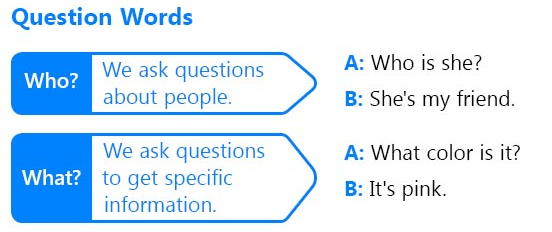 Question Words
Who?
We ask questions
about people.
A: Who is she?
B: She's my friend.
What?
We ask questions
to get specific
information.
A: What color is it?
B: It's pink.